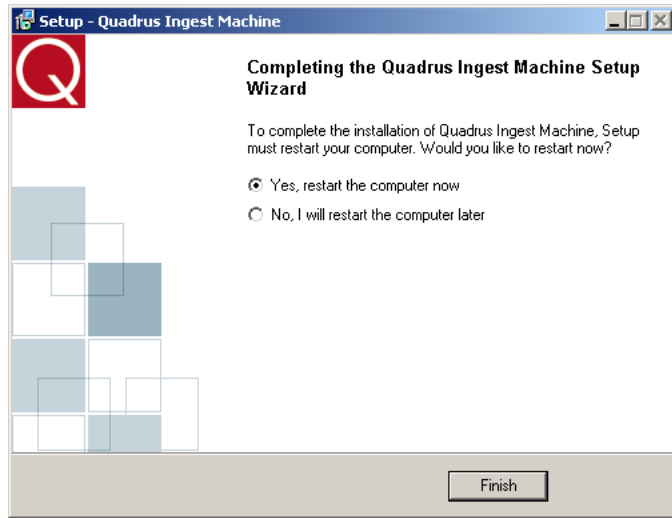 Setup - Quadrus Ingest Machine
Q
Completing the Quadrus Ingest Machine Setup
Wizard
To complete the installation of Quadrus Ingest Machine, Setup
must restart your computer. Would you like to restart now?
Yes, restart the computer now
No, I will restart the computer later
Finish